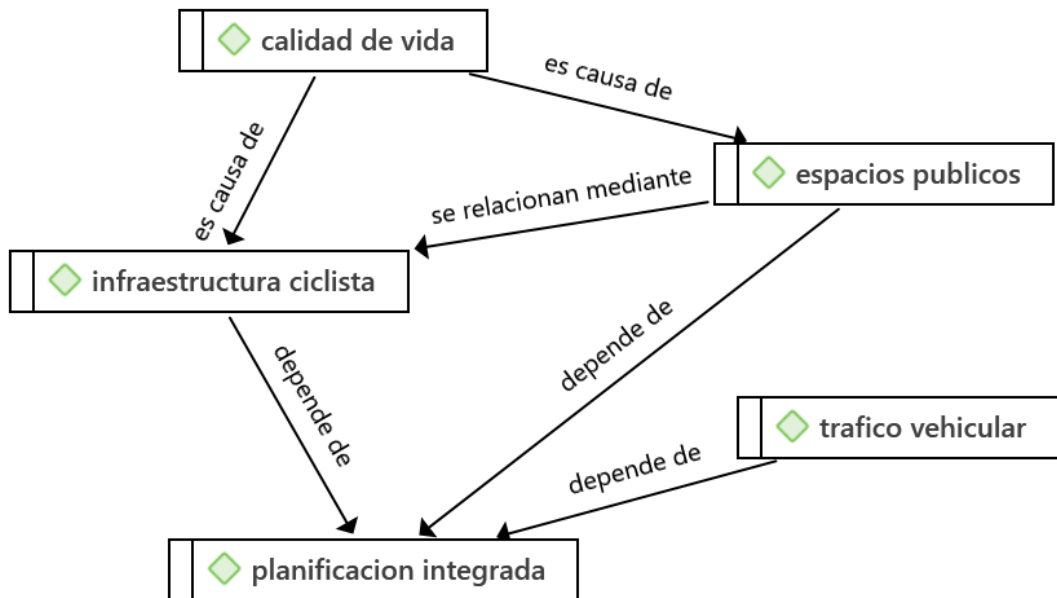 calidad de vida
es causa de
es causa de
espacios publicos
se relacionan mediante
infraestructura ciclista
depende de
depende de
trafico vehicular
depende de
planificacion integrada